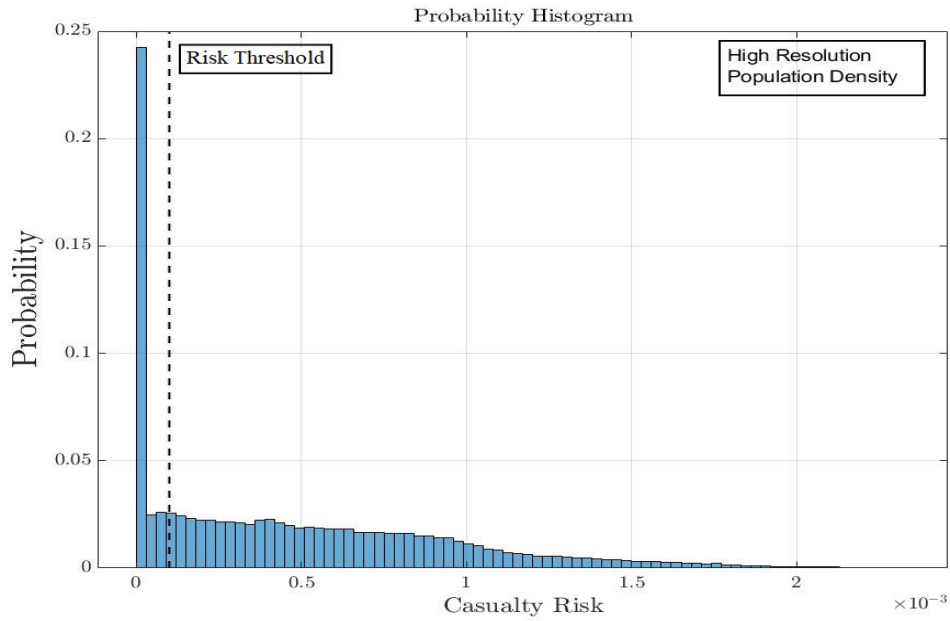 Probability Histogram
0.25
Risk Threshold
High Resolution
Population Density
0.2
0.15
Probability
0.1
0.05
0
0
0.5
1
1.5
2
Casualty Risk
×10⁻³